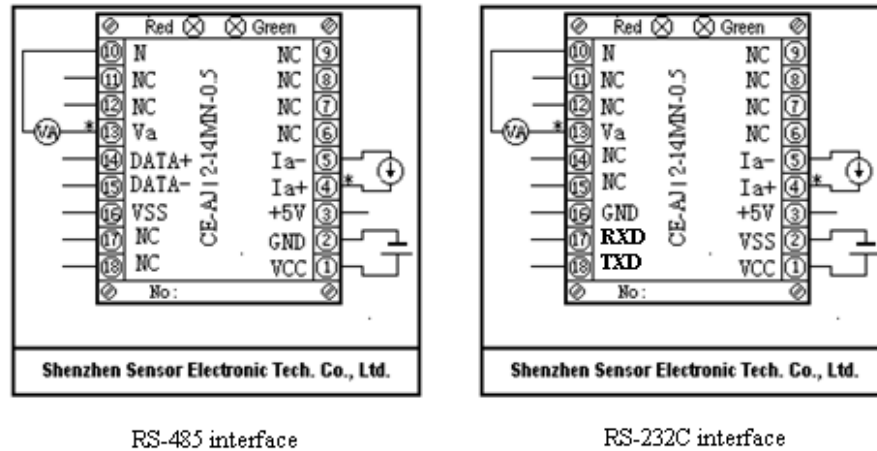 Red Green
10 N NC 9
11 NC NC 8
12 NC NC 7
13 Va NC 6
14 DATA+ Ia- 5
15 DATA- Ia+ 4
16 VSS +5V 3
17 NC GND 2
18 NC VCC 1
CE-AJ12-14MN-0.5
VA *
*
No:
Shenzhen Sensor Electronic Tech. Co., Ltd.
RS-485 interface
Red Green
10 N NC 9
11 NC NC 8
12 NC NC 7
13 Va NC 6
14 NC Ia- 5
15 NC Ia+ 4
16 GND +5V 3
17 RXD VSS 2
18 TXD VCC 1
CE-AJ12-14MN-0.5
VA *
*
No:
Shenzhen Sensor Electronic Tech. Co., Ltd.
RS-232C interface